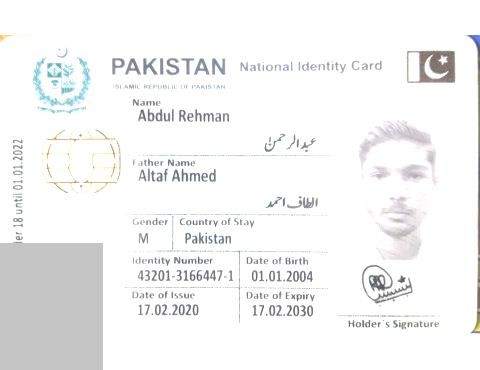 PAKISTAN National Identity Card
ISLAMIC REPUBLIC OF PAKISTAN
Name
Abdul Rehman
عبدالرحمن
Father Name
Altaf Ahmed
الطاف احمد
Gender Country of Stay
M Pakistan
Identity Number Date of Birth
43201-3166447-1 01.01.2004
Date of Issue Date of Expiry
17.02.2020 17.02.2030
Holder's Signature
18 until 01.01.2022